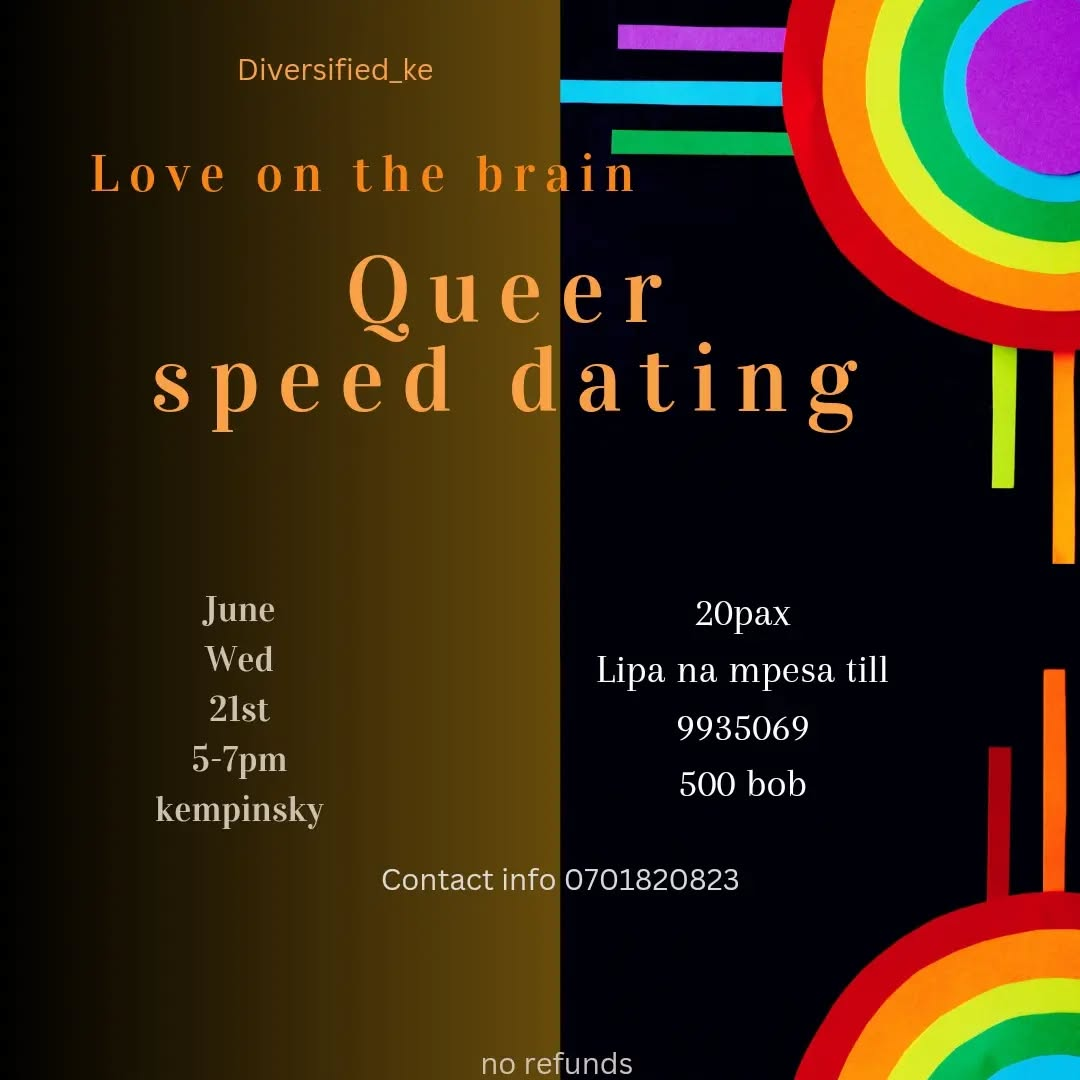 Diversified_ke
Love on the brain
Queer
speed dating
June
Wed
21st
5-7pm
kempinsky
20pax
Lipa na mpesa till
9935069
500 bob
Contact info 0701820823
no refunds